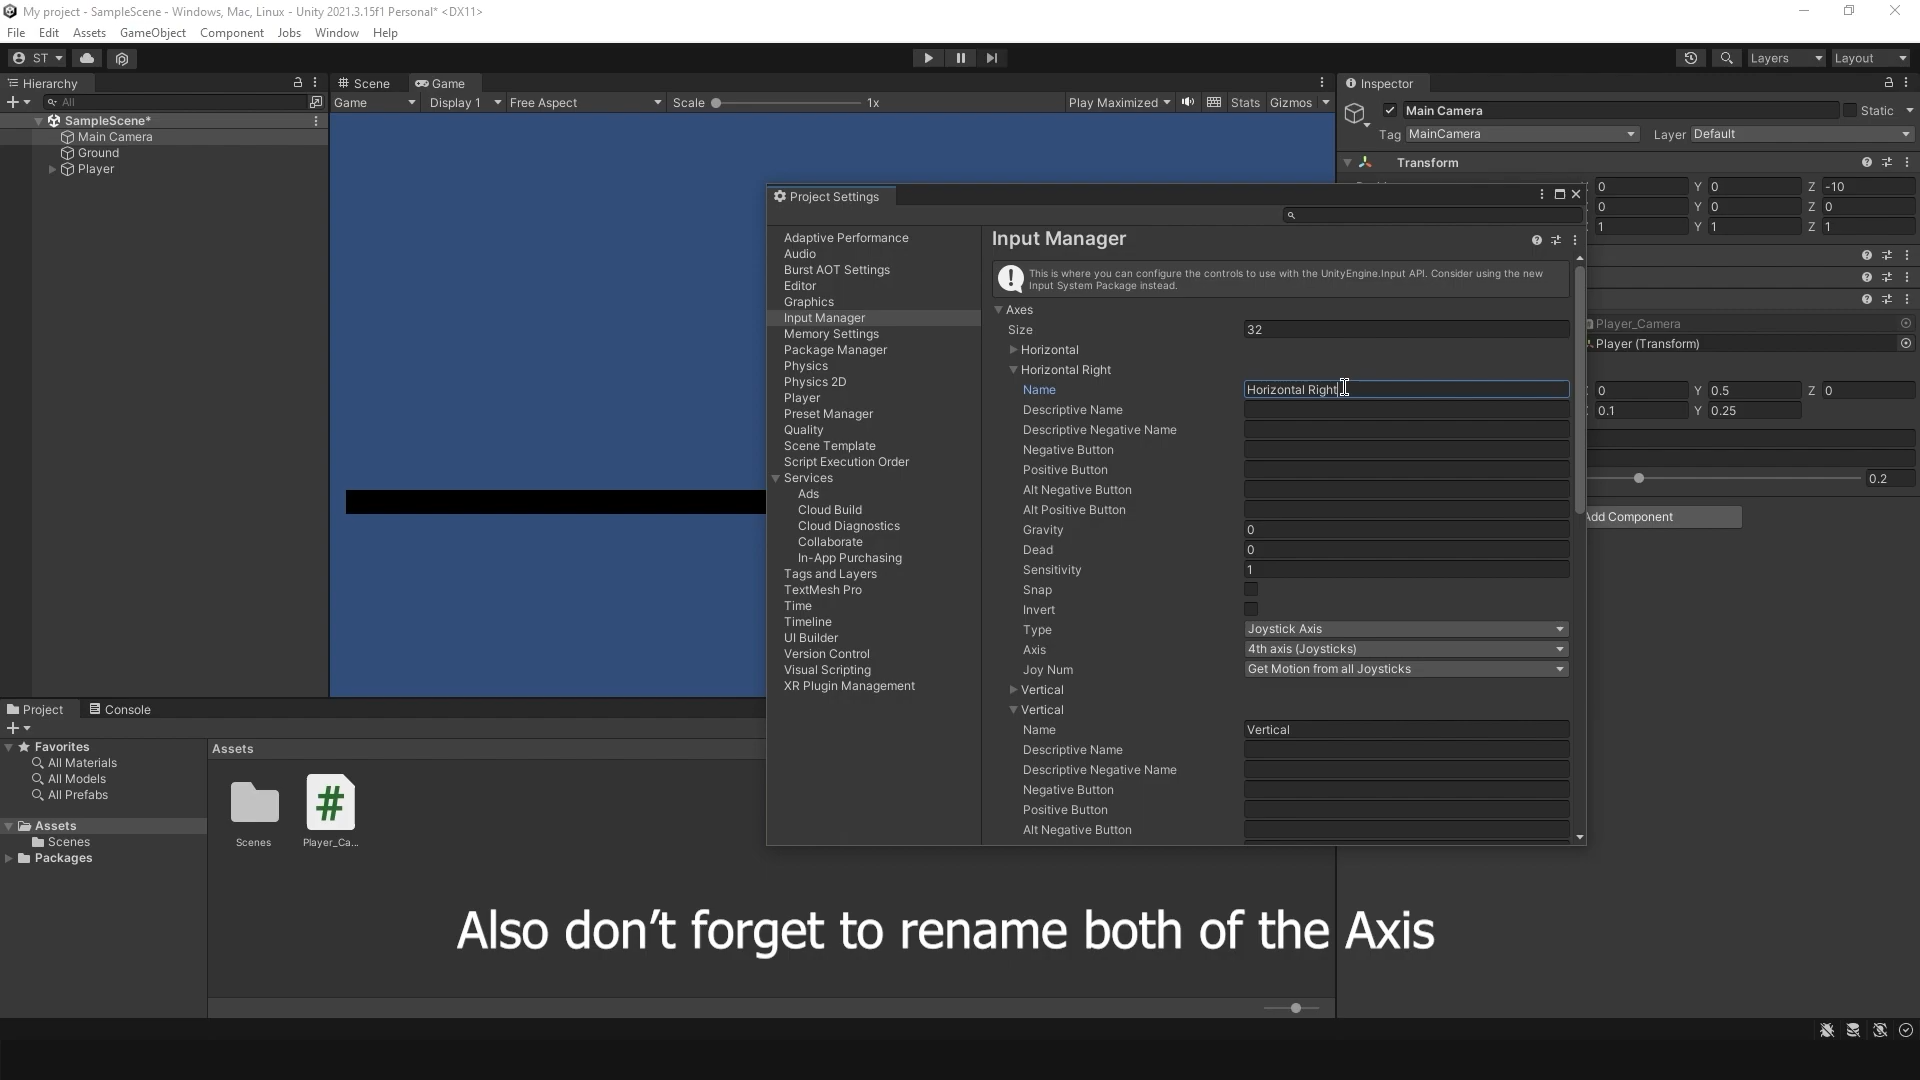 My project - SampleScene - Windows, Mac, Linux - Unity 2021.3.15f1 Personal* <DX11>
File Edit Assets GameObject Component Jobs Window Help
ST Layers Layout
Hierarchy
All
SampleScene*
Main Camera
Ground
Player
Scene Game
Game Display 1 Free Aspect Scale 1x Play Maximized Stats Gizmos
Inspector
Main Camera Static
Tag MainCamera Layer Default
Transform
0 Y 0 Z -10
0 Y 0 Z 0
1 Y 1 Z 1
Player_Camera
Player (Transform)
0 Y 0.5 Z 0
0.1 Y 0.25
0.2
Add Component
Project Settings
Adaptive Performance
Audio
Burst AOT Settings
Editor
Graphics
Input Manager
Memory Settings
Package Manager
Physics
Physics 2D
Player
Preset Manager
Quality
Scene Template
Script Execution Order
Services
Ads
Cloud Build
Cloud Diagnostics
Collaborate
In-App Purchasing
Tags and Layers
TextMesh Pro
Time
Timeline
UI Builder
Version Control
Visual Scripting
XR Plugin Management
Input Manager
This is where you can configure the controls to use with the UnityEngine.Input API. Consider using the new
Input System Package instead.
Axes
Size 32
Horizontal
Horizontal Right
Name Horizontal Right
Descriptive Name
Descriptive Negative Name
Negative Button
Positive Button
Alt Negative Button
Alt Positive Button
Gravity 0
Dead 0
Sensitivity 1
Snap
Invert
Type Joystick Axis
Axis 4th axis (Joysticks)
Joy Num Get Motion from all Joysticks
Vertical
Vertical
Name Vertical
Descriptive Name
Descriptive Negative Name
Negative Button
Positive Button
Alt Negative Button
Project Console
Favorites
All Materials
All Models
All Prefabs
Assets
Scenes
Packages
Assets
Scenes Player_Ca...
Also don't forget to rename both of the Axis